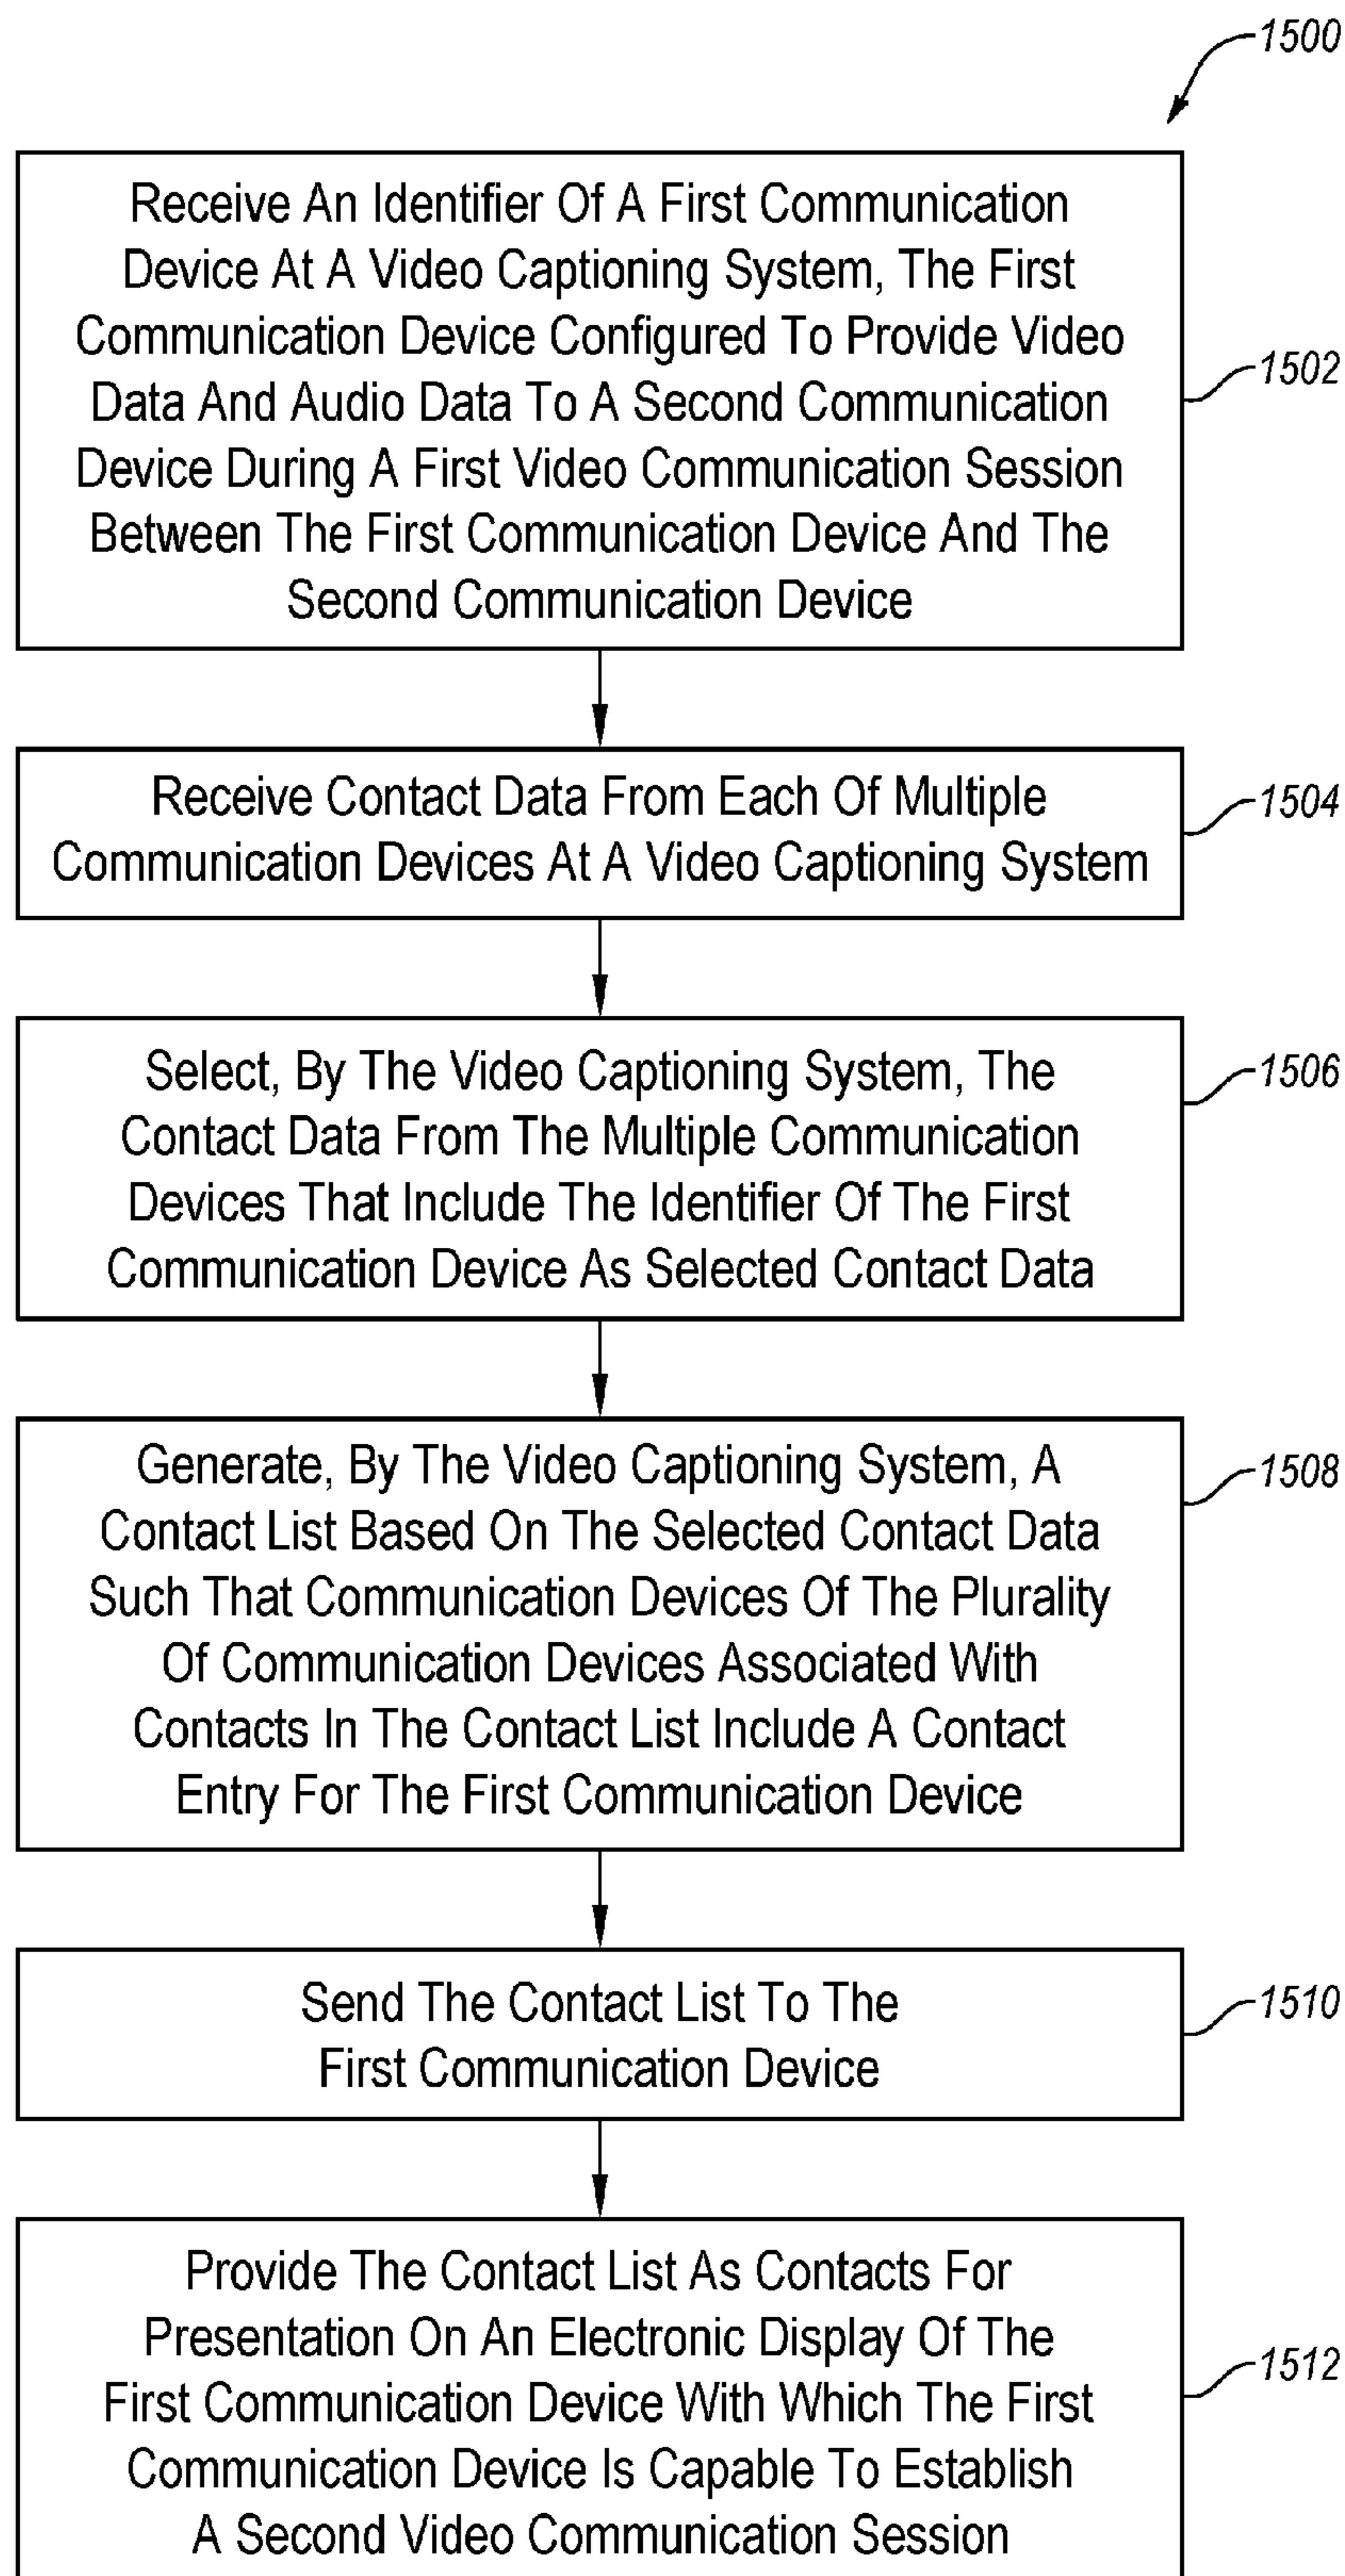 1500
Receive An Identifier Of A First Communication
Device At A Video Captioning System, The First
Communication Device Configured To Provide Video
Data And Audio Data To A Second Communication
Device During A First Video Communication Session
Between The First Communication Device And The
Second Communication Device
1502
Receive Contact Data From Each Of Multiple
Communication Devices At A Video Captioning System
1504
Select, By The Video Captioning System, The
Contact Data From The Multiple Communication
Devices That Include The Identifier Of The First
Communication Device As Selected Contact Data
1506
Generate, By The Video Captioning System, A
Contact List Based On The Selected Contact Data
Such That Communication Devices Of The Plurality
Of Communication Devices Associated With
Contacts In The Contact List Include A Contact
Entry For The First Communication Device
1508
Send The Contact List To The
First Communication Device
1510
Provide The Contact List As Contacts For
Presentation On An Electronic Display Of The
First Communication Device With Which The First
Communication Device Is Capable To Establish
A Second Video Communication Session
1512